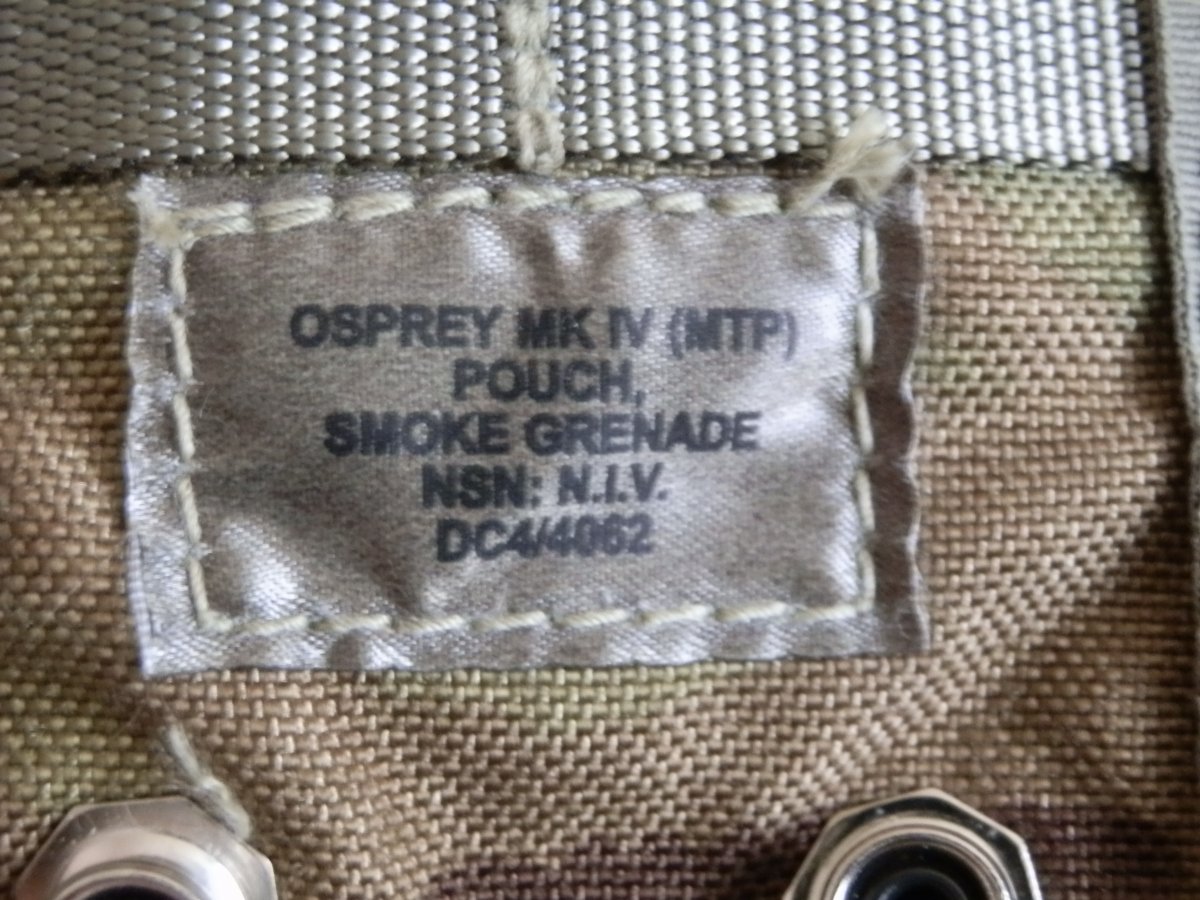 OSPREY MK IV (MTP)
POUCH,
SMOKE GRENADE
NSN: N.I.V.
DC4/4062